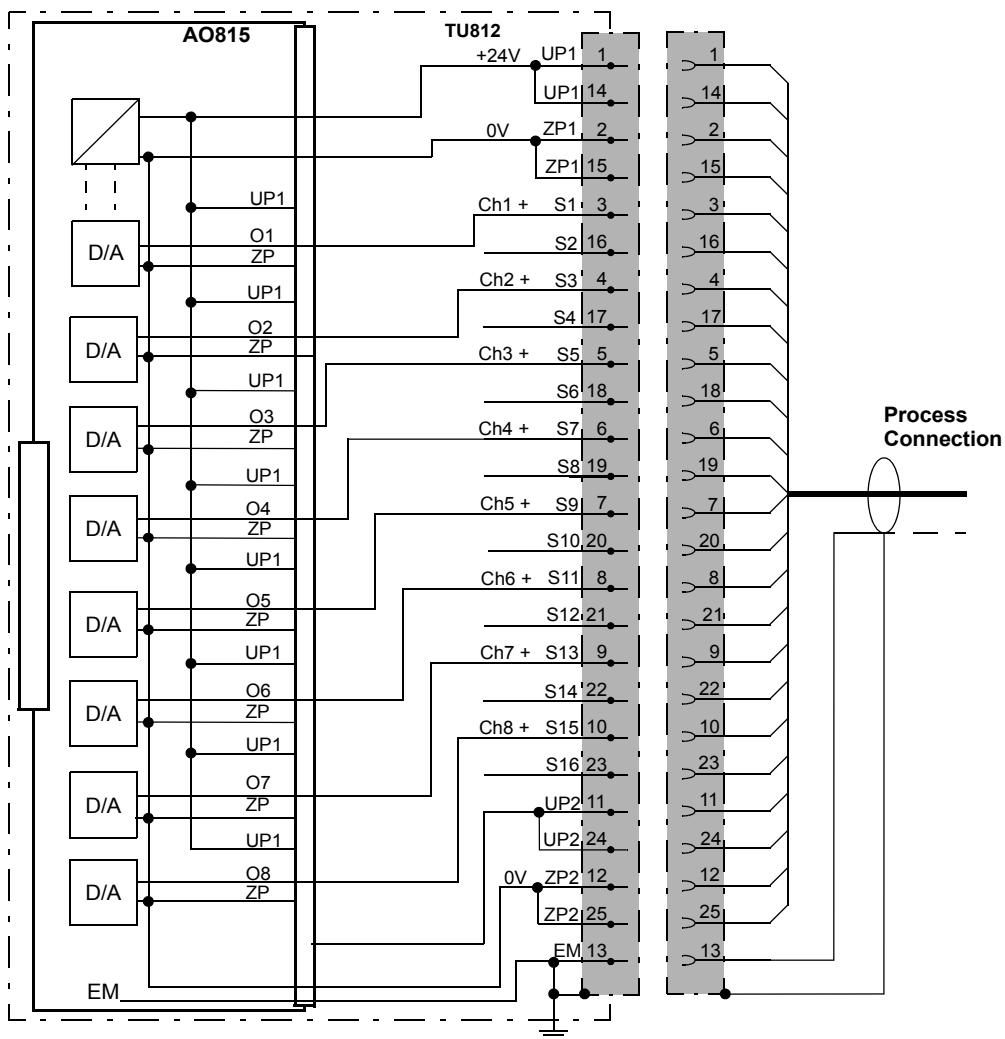 AO815
TU812
+24V UP1 1 1
UP1 14 14
0V ZP1 2 2
ZP1 15 15
UP1
Ch1 + S1 3 3
O1
D/A
ZP
S2 16 16
UP1
Ch2 + S3 4 4
O2
D/A
ZP
S4 17 17
Ch3 + S5 5 5
UP1
S6 18 18
O3
D/A
ZP
Process
Connection
Ch4 + S7 6 6
UP1
S8 19 19
O4
D/A
ZP
Ch5 + S9 7 7
S10 20 20
UP1
Ch6 + S11 8 8
O5
D/A
ZP
S12 21 21
UP1
Ch7 + S13 9 9
O6
D/A
ZP
S14 22 22
Ch8 + S15 10 10
UP1
S16 23 23
O7
D/A
ZP
UP2 11 11
UP1
UP2 24 24
O8
D/A
ZP
0V ZP2 12 12
ZP2 25 25
EM 13 13
EM